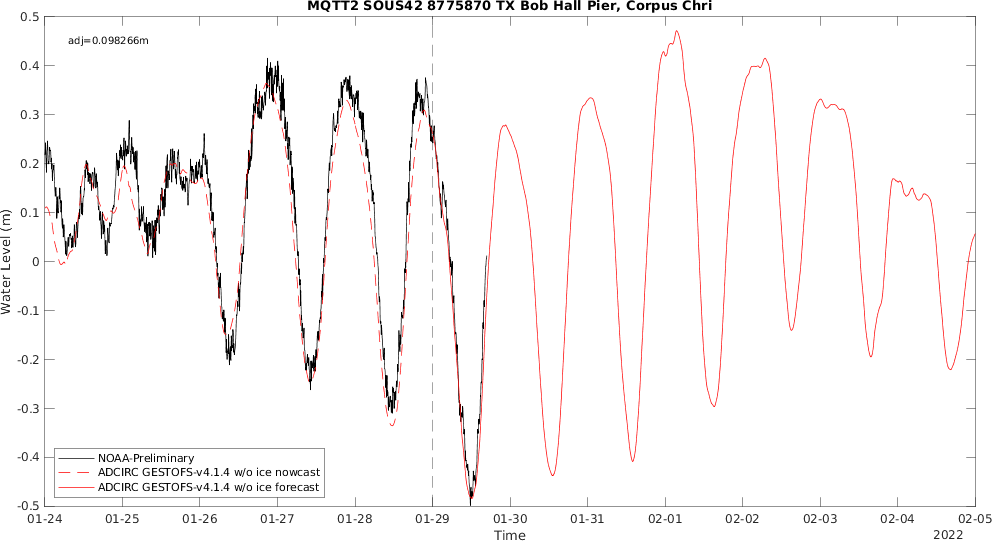 MQTT2 SOUS42 8775870 TX Bob Hall Pier, Corpus Chri
adj=0.098266m
0.5
0.4
0.3
0.2
0.1
0
-0.1
-0.2
-0.3
-0.4
-0.5
Water Level (m)
NOAA-Preliminary
ADCIRC GESTOFS-v4.1.4 w/o ice nowcast
ADCIRC GESTOFS-v4.1.4 w/o ice forecast
01-24 01-25 01-26 01-27 01-28 01-29 01-30 01-31 02-01 02-02 02-03 02-04 02-05
Time
2022